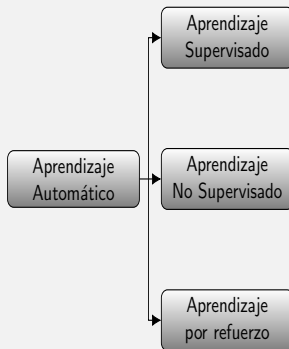 Aprendizaje
Supervisado
Aprendizaje
Automático
Aprendizaje
No Supervisado
Aprendizaje
por refuerzo